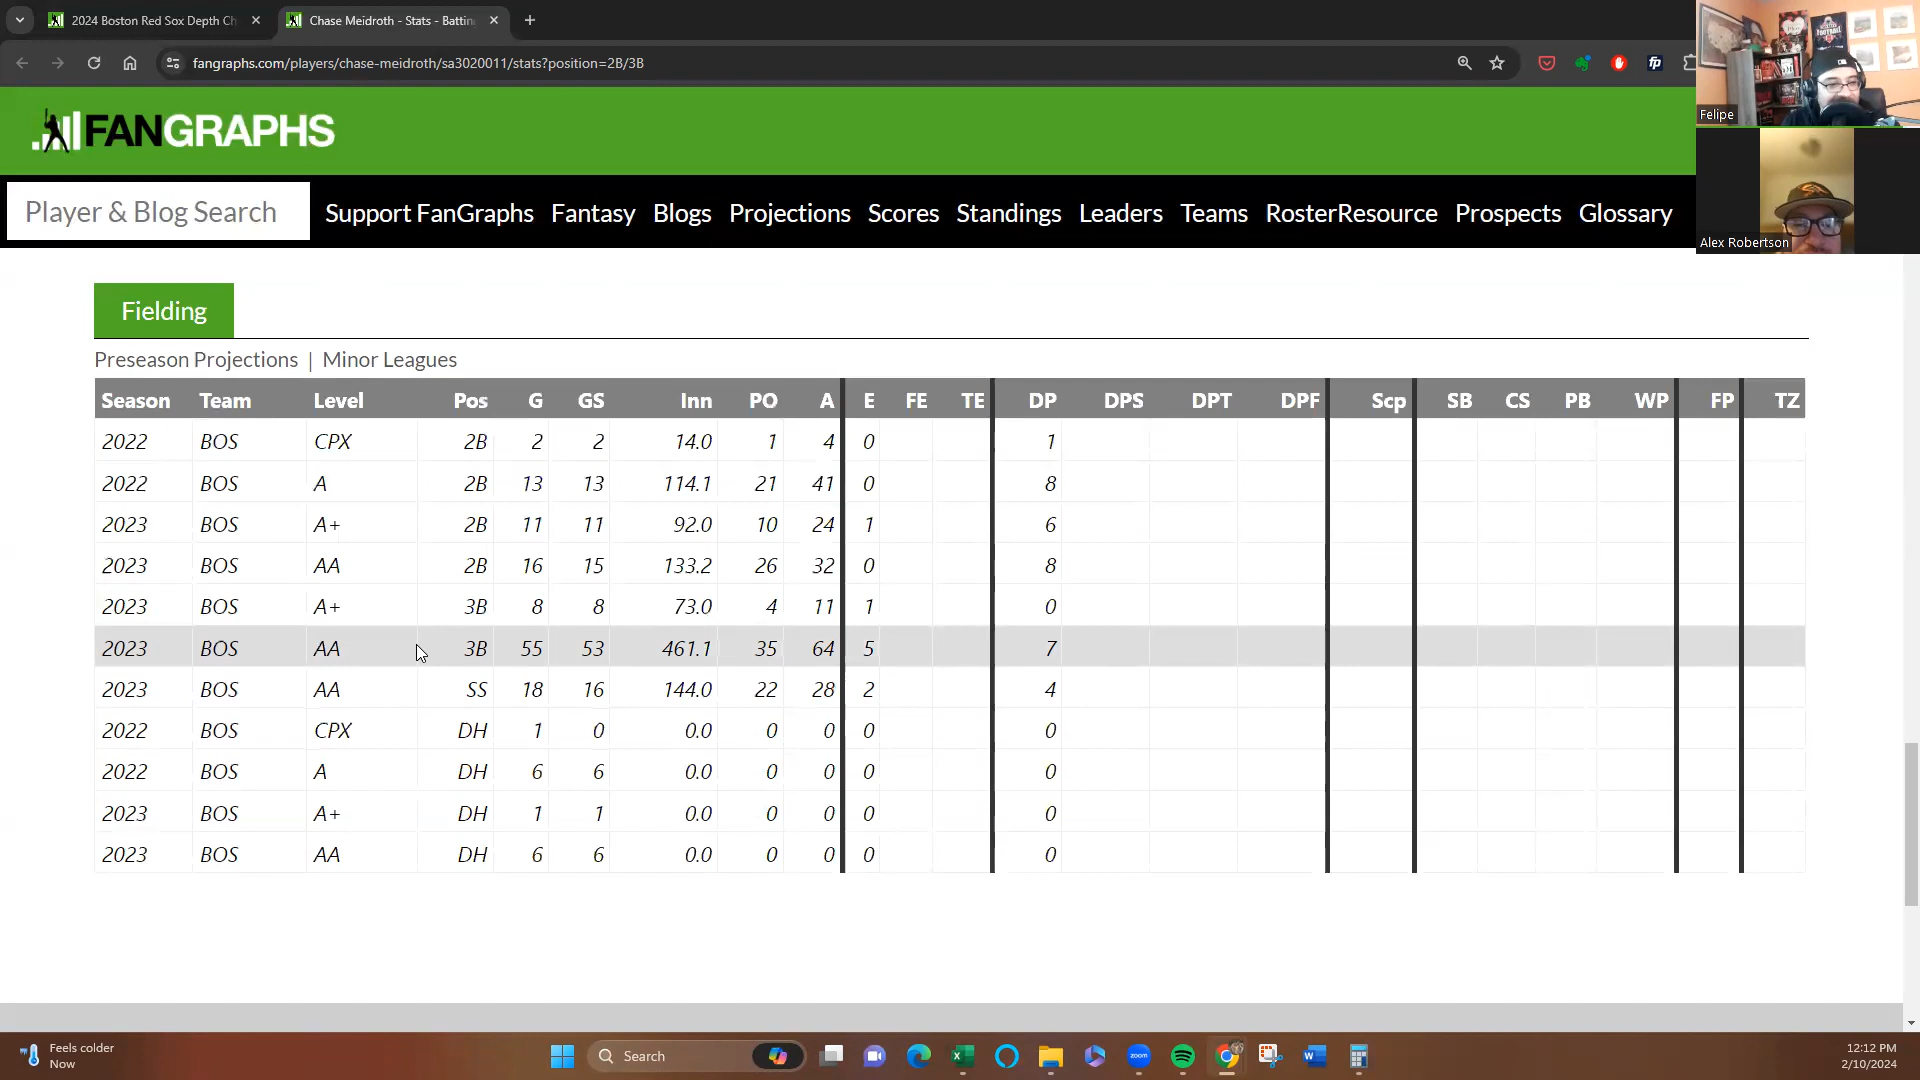 2024 Boston Red Sox Depth Ch
Chase Meidroth - Stats - Battin
fangraphs.com/players/chase-meidroth/sa3020011/stats?position=2B/3B
Felipe
Alex Robertson
FANGRAPHS
Player & Blog Search Support FanGraphs Fantasy Blogs Projections Scores Standings Leaders Teams RosterResource Prospects Glossary
Fielding
Preseason Projections | Minor Leagues
Season Team Level Pos G GS Inn PO A E FE TE DP DPS DPT DPF Scp SB CS PB WP FP TZ
2022 BOS CPX 2B 2 2 14.0 1 4 0 1
2022 BOS A 2B 13 13 114.1 21 41 0 8
2023 BOS A+ 2B 11 11 92.0 10 24 1 6
2023 BOS AA 2B 16 15 133.2 26 32 0 8
2023 BOS A+ 3B 8 8 73.0 4 11 1 0
2023 BOS AA 3B 55 53 461.1 35 64 5 7
2023 BOS AA SS 18 16 144.0 22 28 2 4
2022 BOS CPX DH 1 0 0.0 0 0 0 0
2022 BOS A DH 6 6 0.0 0 0 0 0
2023 BOS A+ DH 1 1 0.0 0 0 0 0
2023 BOS AA DH 6 6 0.0 0 0 0 0
Feels colder
Now
Search
zoom
12:12 PM
2/10/2024